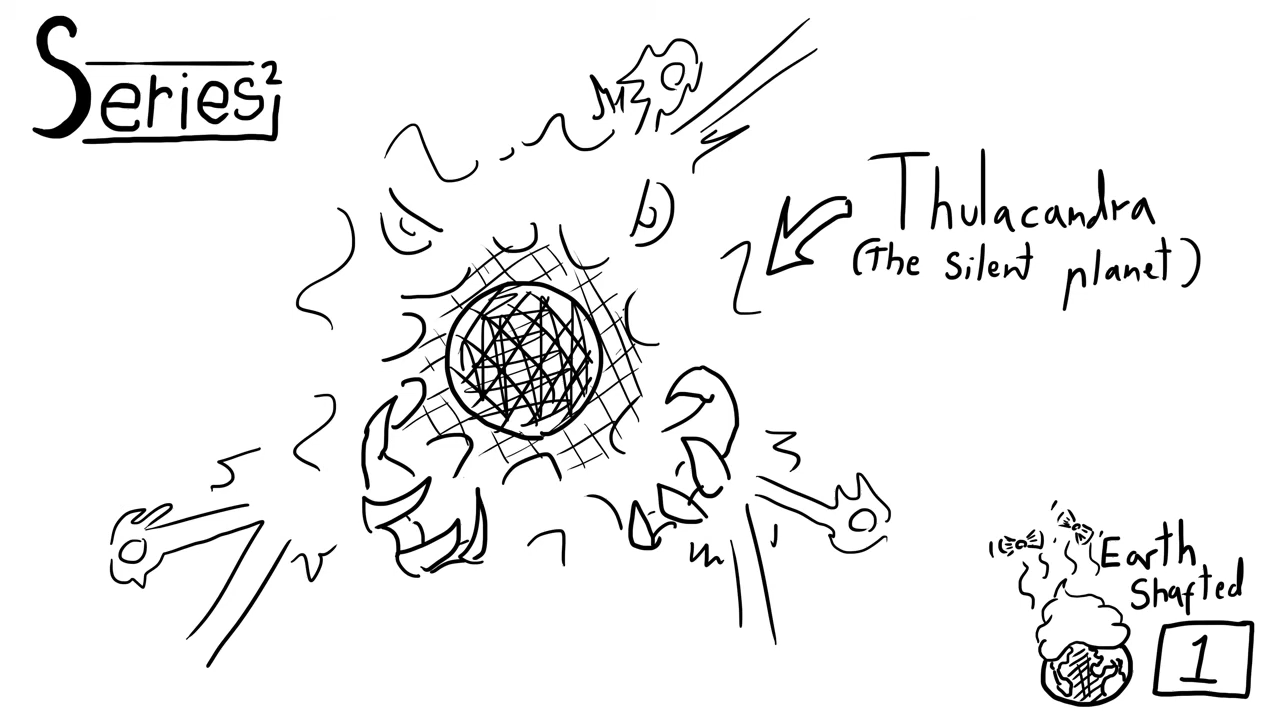 Series²
Thulacandra
(The silent planet)
Earth
Shafted
1